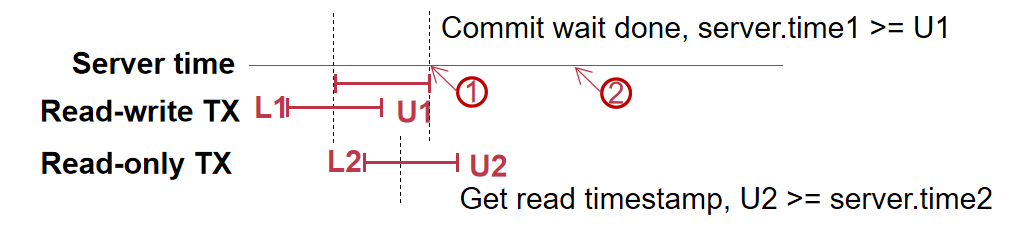 Commit wait done, server.time1 >= U1
Server time
1
2
Read-write TX
L1
U1
Read-only TX
L2
U2
Get read timestamp, U2 >= server.time2